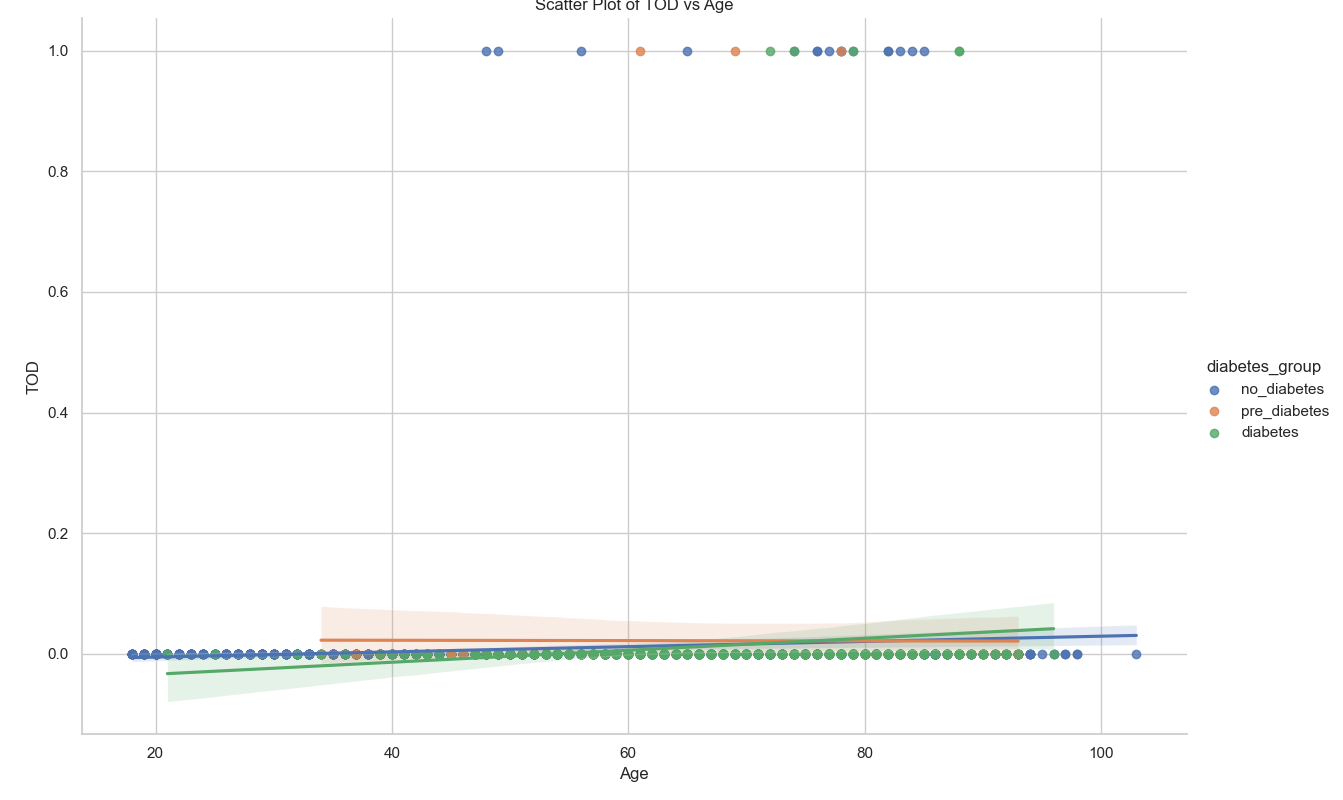 Scatter Plot of TOD vs Age
1.0
0.8
0.6
0.4
0.2
0.0
TOD
20 40 60 80 100
Age
diabetes_group
no_diabetes
pre_diabetes
diabetes